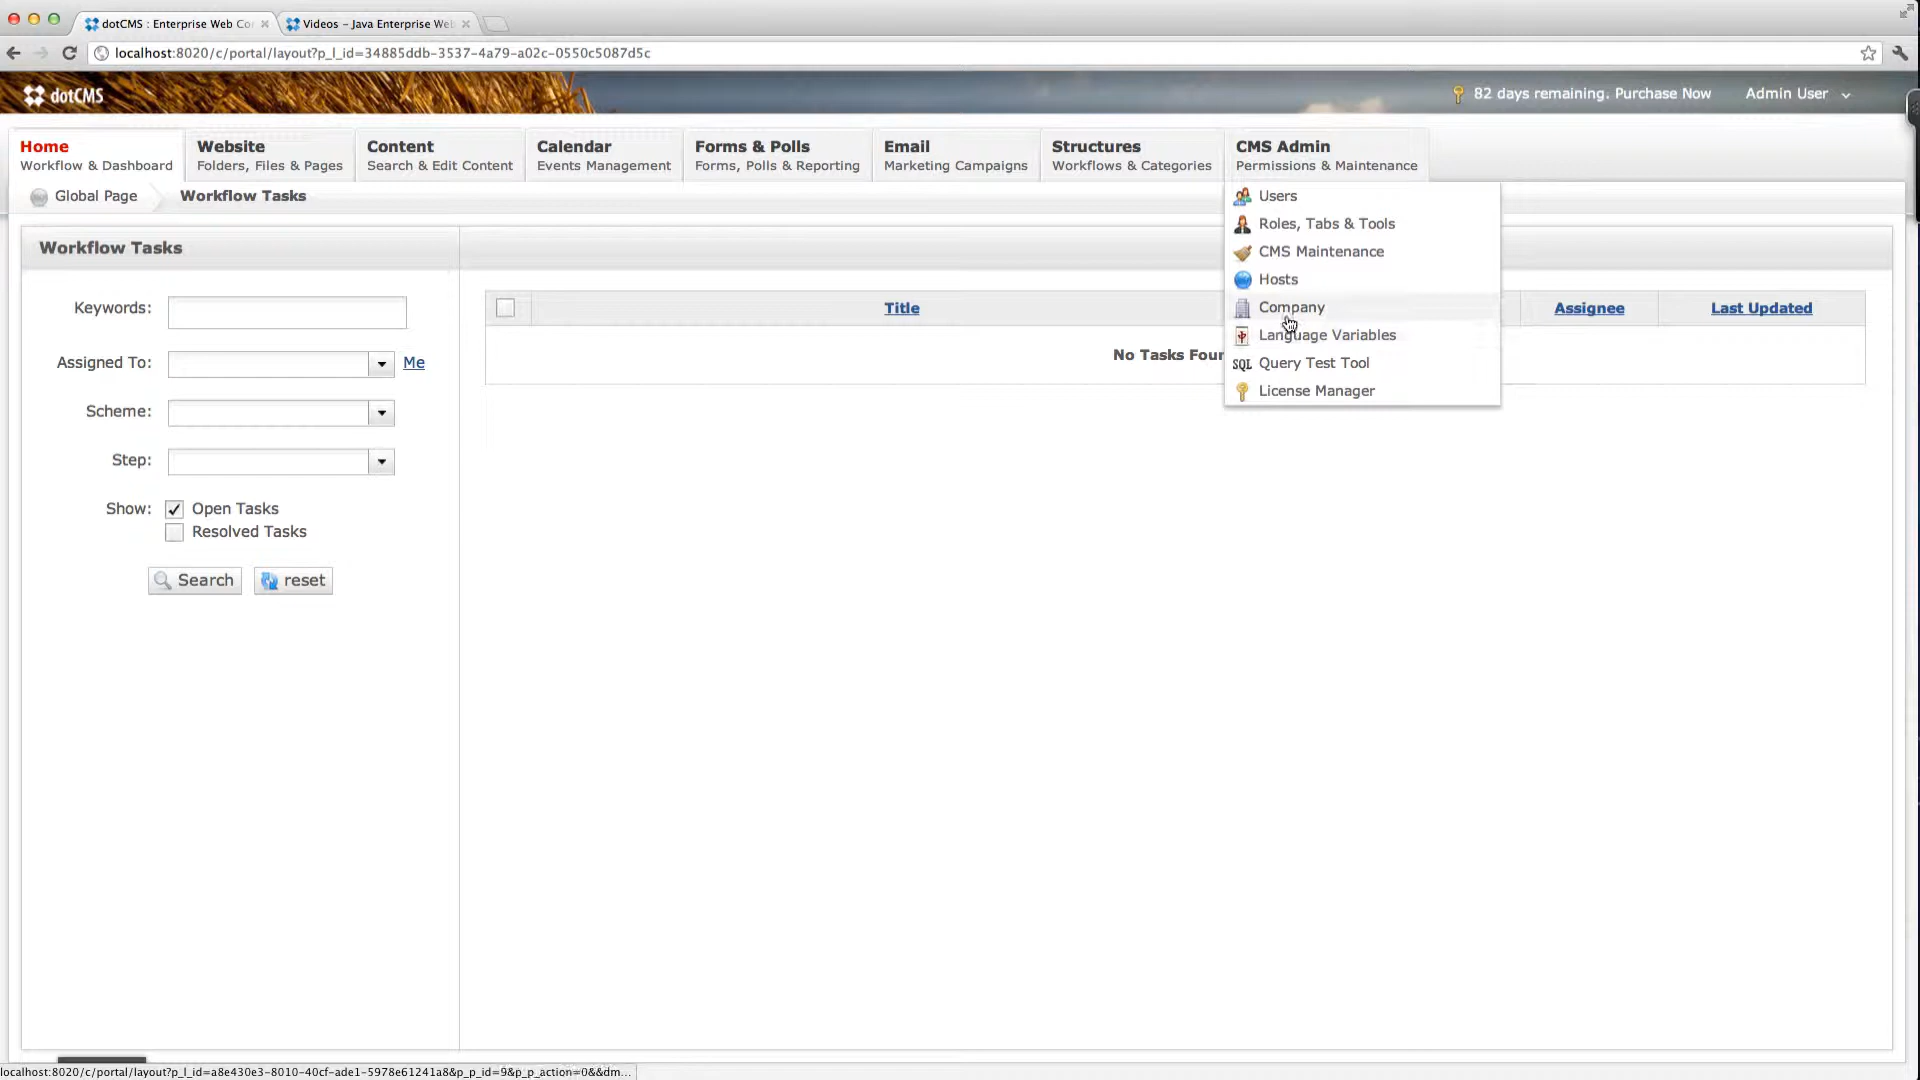 dotCMS : Enterprise Web Co
Videos – Java Enterprise Web
localhost:8020/c/portal/layout?p_l_id=34885ddb-3537-4a79-a02c-0550c5087d5c
dotCMS
82 days remaining. Purchase Now
Admin User
Home
Workflow & Dashboard
Website
Folders, Files & Pages
Content
Search & Edit Content
Calendar
Events Management
Forms & Polls
Forms, Polls & Reporting
Email
Marketing Campaigns
Structures
Workflows & Categories
CMS Admin
Permissions & Maintenance
Global Page
Workflow Tasks
Users
Roles, Tabs & Tools
CMS Maintenance
Hosts
Company
Language Variables
SQL Query Test Tool
License Manager
Workflow Tasks
Keywords:
Assigned To:
Me
Scheme:
Step:
Show:
Open Tasks
Resolved Tasks
Search
reset
Title
Assignee
Last Updated
No Tasks Foun
localhost:8020/c/portal/layout?p_l_id=a8e430e3-8010-40cf-ade1-5978e61241a8&p_p_id=9&p_p_action=0&&dm...